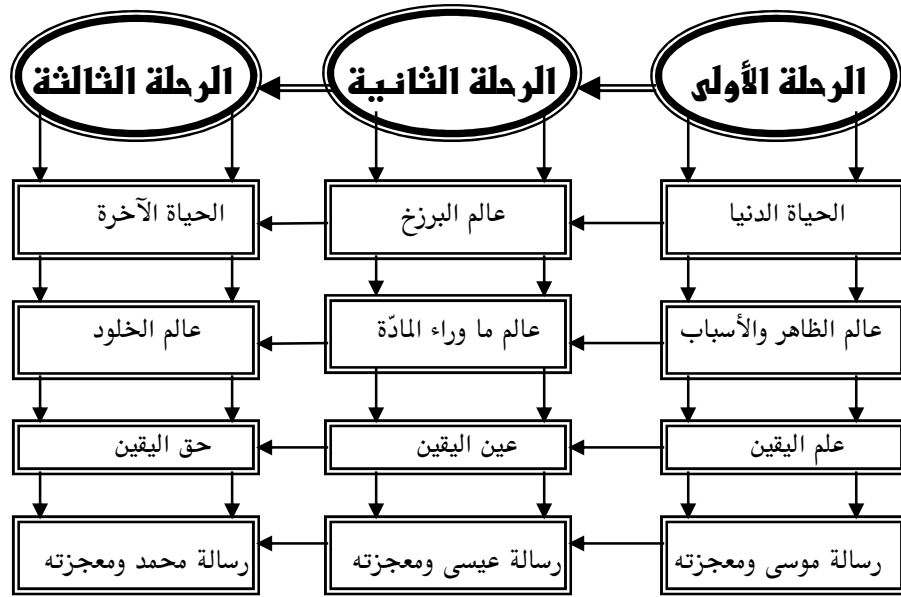 الرحلة الأولى
الرحلة الثانية
الرحلة الثالثة
الحياة الدنيا
عالم البرزخ
الحياة الآخرة
عالم الظاهر والأسباب
عالم ما وراء المادّة
عالم الخلود
علم اليقين
عين اليقين
حق اليقين
رسالة موسى ومعجزته
رسالة عيسى ومعجزته
رسالة محمد ومعجزته